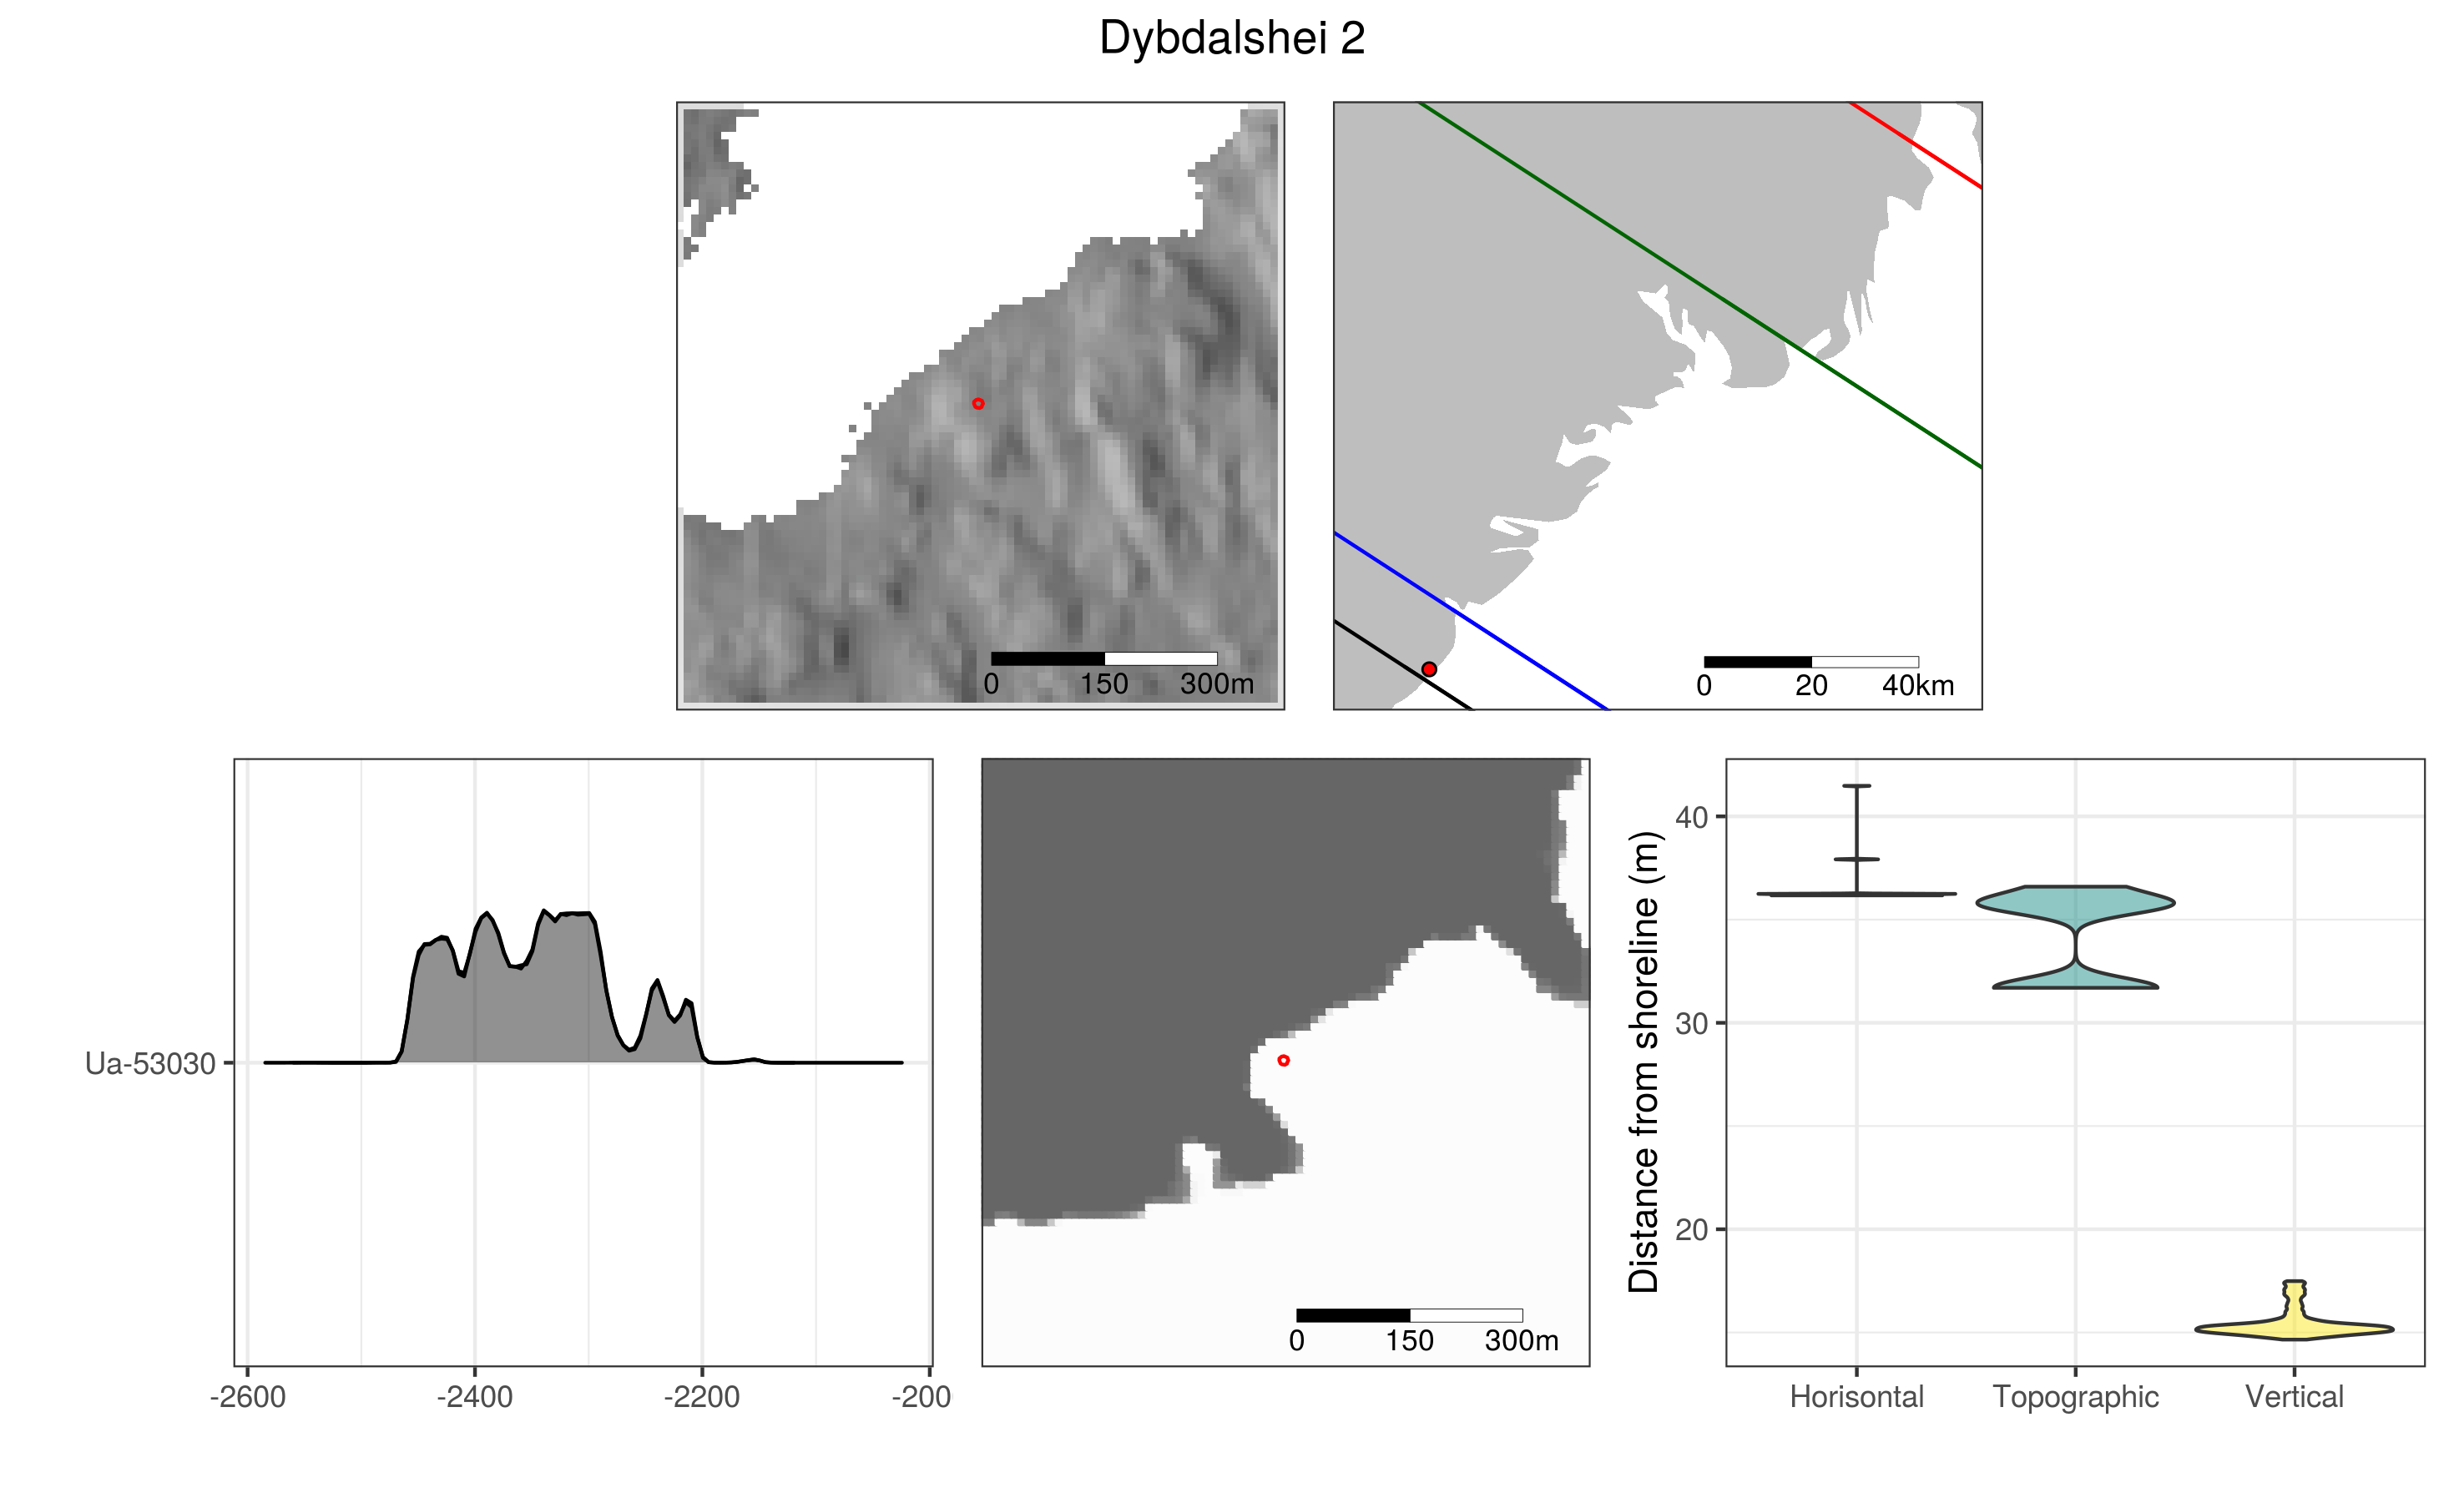 Dybdalshei 2
0 150 300m
0 20 40km
Ua-53030
-2600 -2400 -2200 -200
0 150 300m
Distance from shoreline (m)
40
30
20
Horisontal Topographic Vertical